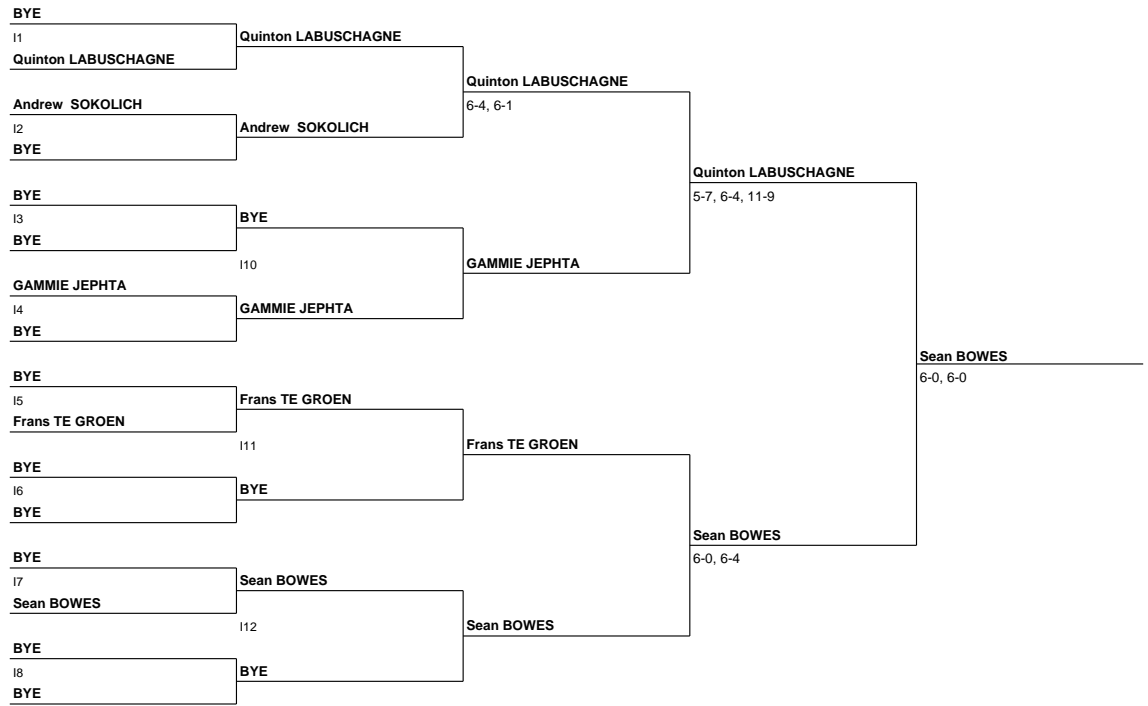 BYE
I1
Quinton LABUSCHAGNE
Andrew  SOKOLICH
I2
BYE
BYE
I3
BYE
GAMMIE JEPHTA
I4
BYE
BYE
I5
Frans TE GROEN
BYE
I6
BYE
BYE
I7
Sean BOWES
BYE
I8
BYE
Quinton LABUSCHAGNE
Andrew  SOKOLICH
BYE
I10
GAMMIE JEPHTA
Frans TE GROEN
I11
BYE
Sean BOWES
I12
BYE
Quinton LABUSCHAGNE
6-4, 6-1
GAMMIE JEPHTA
Frans TE GROEN
Sean BOWES
Quinton LABUSCHAGNE
5-7, 6-4, 11-9
Sean BOWES
6-0, 6-4
Sean BOWES
6-0, 6-0